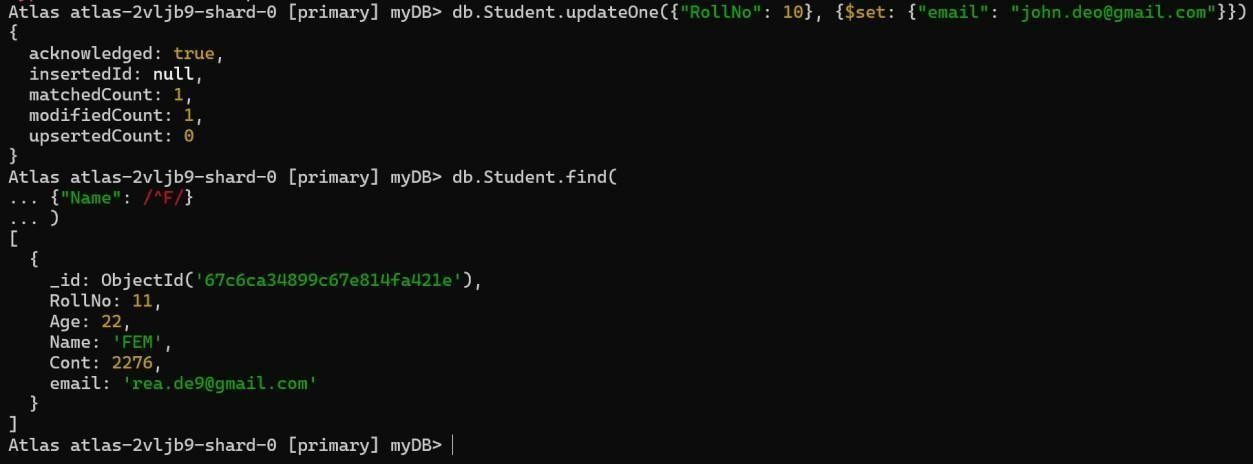 Atlas atlas-2vljb9-shard-0 [primary] myDB> db.Student.updateOne({"RollNo": 10}, {$set: {"email": "john.deo@gmail.com"}})
{
  acknowledged: true,
  insertedId: null,
  matchedCount: 1,
  modifiedCount: 1,
  upsertedCount: 0
}
Atlas atlas-2vljb9-shard-0 [primary] myDB> db.Student.find(
... {"Name": /^F/}
... )
[
  {
    _id: ObjectId('67c6ca34899c67e814fa421e'),
    RollNo: 11,
    Age: 22,
    Name: 'FEM',
    Cont: 2276,
    email: 'rea.de9@gmail.com'
  }
]
Atlas atlas-2vljb9-shard-0 [primary] myDB>